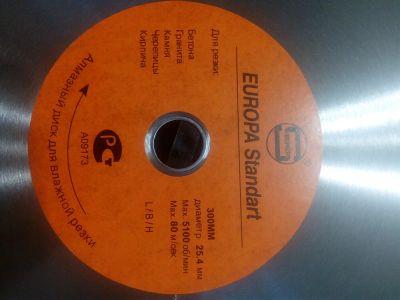 EUROPA Standart
Для резки:
Бетона
Гранита
Камня
Черепицы
Кирпича
300ММ
диаметр 25.4 мм
Max. 5100 об/мин
Max. 80 м/сек
L / B / H
А09173
Алмазный диск для влажной резки